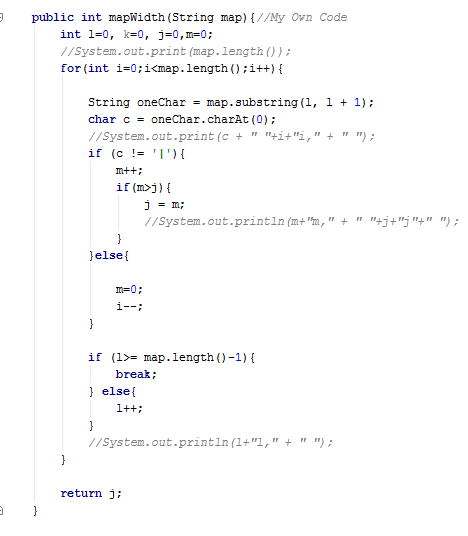 public int mapWidth(String map){//My Own Code
int l=0, k=0, j=0,m=0;
//System.out.print(map.length());
for(int i=0;i<map.length();i++){
String oneChar = map.substring(l, l + 1);
char c = oneChar.charAt(0);
//System.out.print(c + " "+i+"i," + " ");
if (c != '|'){
m++;
if(m>j){
j = m;
//System.out.println(m+"m," + " "+j+"j"+" ");
}
}else{
m=0;
i--;
}
if (l>= map.length()-1){
break;
} else{
l++;
}
//System.out.println(l+"l," + " ");
}
return j;
}